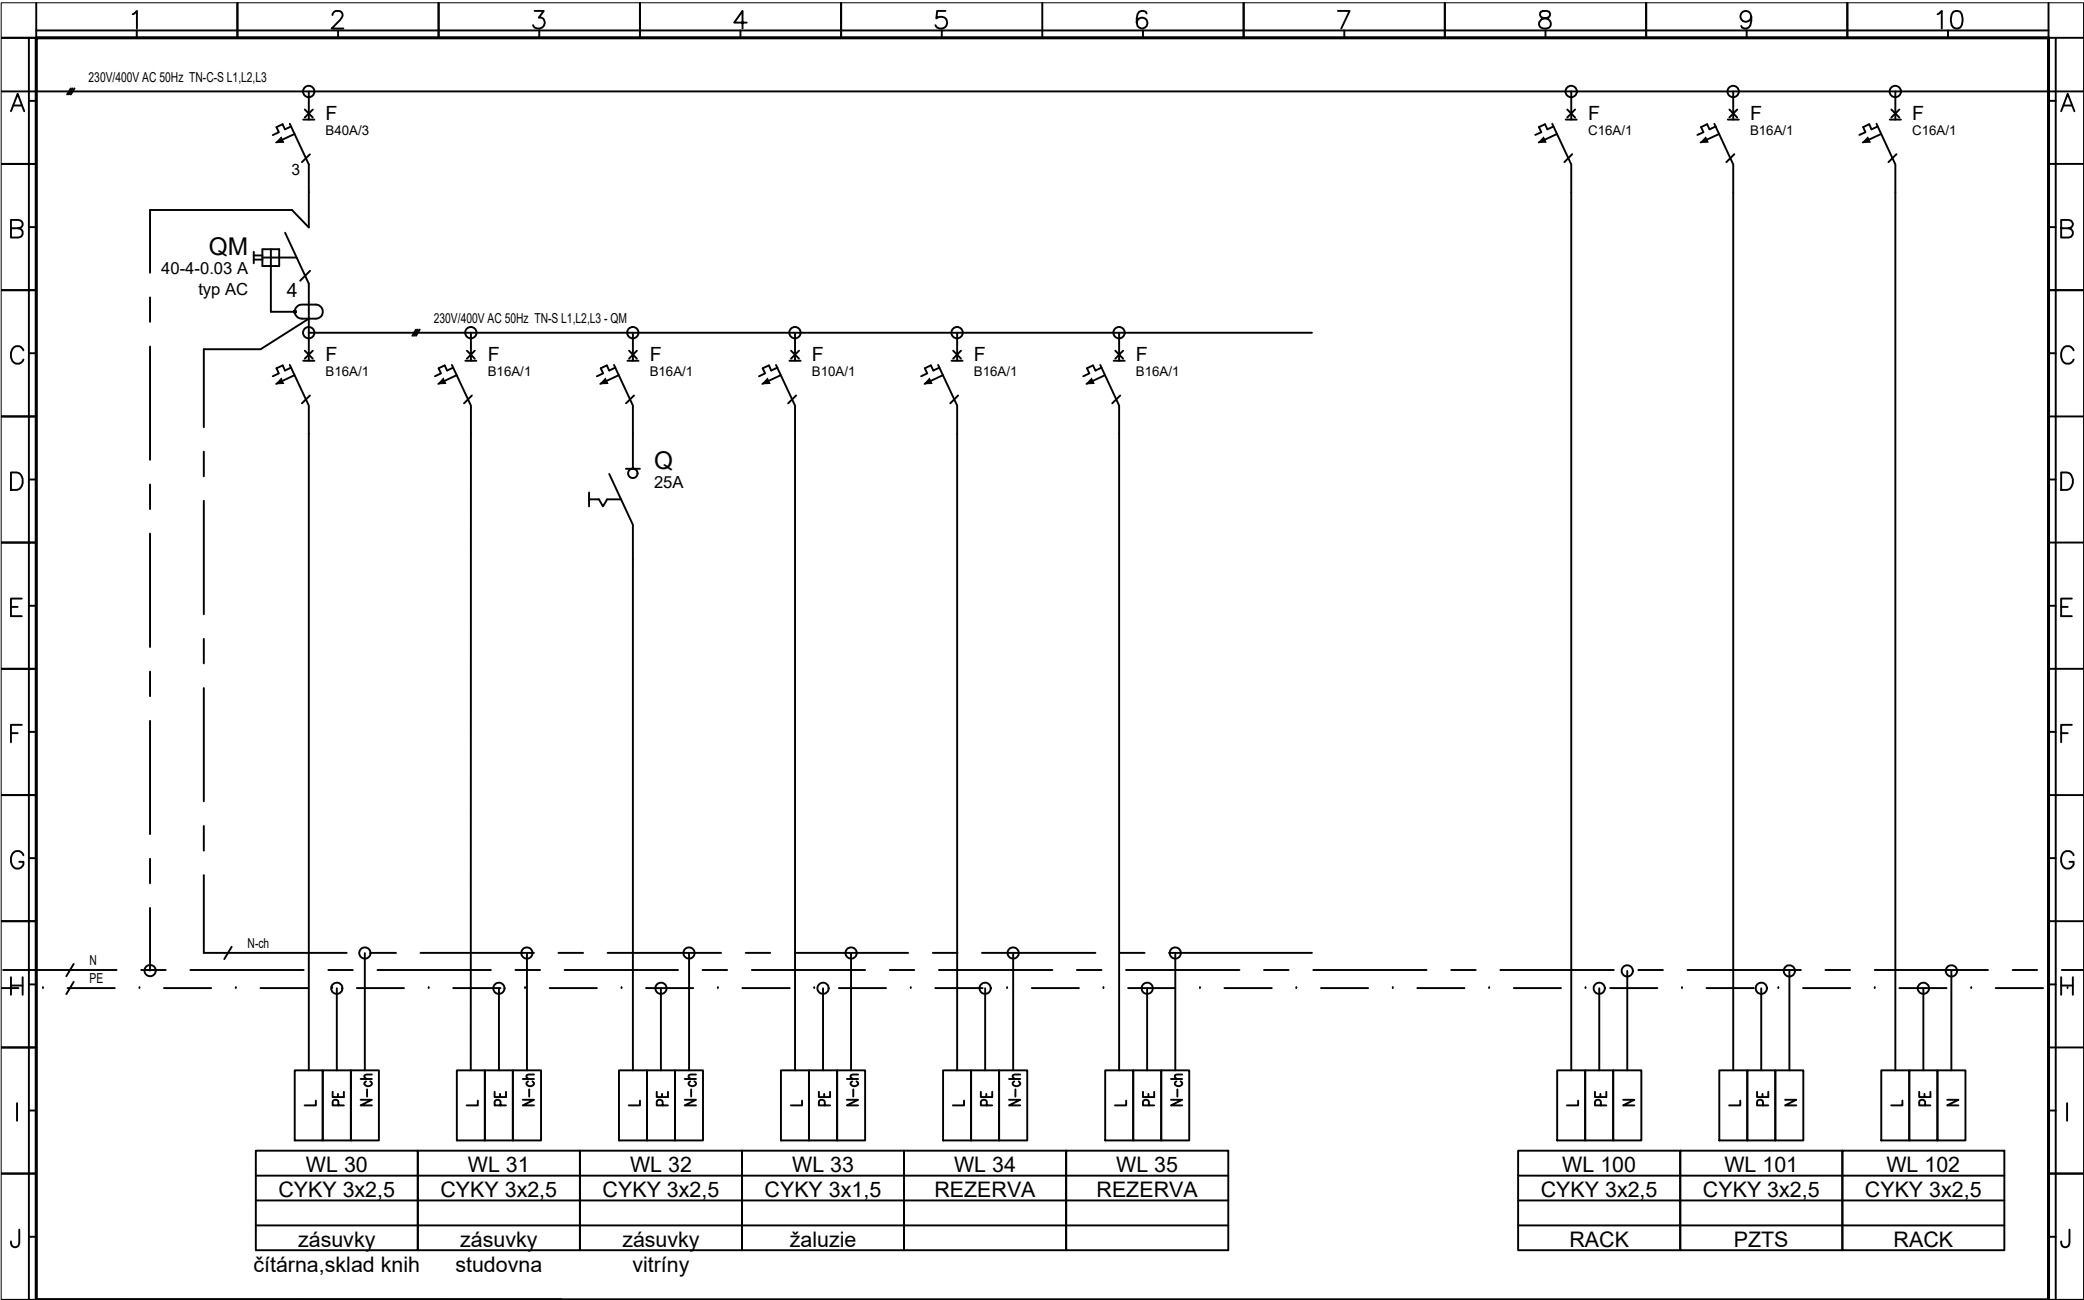 1 2 3 4 5 6 7 8 9 10
230V/400V AC 50Hz TN-C-S L1,L2,L3
A A
F F F F
B40A/3 C16A/1 B16A/1 C16A/1
3
B B
QM
40-4-0.03 A
typ AC
4
230V/400V AC 50Hz TN-S L1,L2,L3 - QM
C C
F F F F F F
B16A/1 B16A/1 B16A/1 B10A/1 B16A/1 B16A/1
Q
25A
D D
E E
F F
G G
N-ch
N
PE
H H
L PE N-ch L PE N-ch L PE N-ch L PE N-ch L PE N-ch L PE N-ch L PE N L PE N L PE N
I I
WL 30 WL 31 WL 32 WL 33 WL 34 WL 35 WL 100 WL 101 WL 102
CYKY 3x2,5 CYKY 3x2,5 CYKY 3x2,5 CYKY 3x1,5 REZERVA REZERVA CYKY 3x2,5 CYKY 3x2,5 CYKY 3x2,5
J J
zásuvky zásuvky zásuvky žaluzie RACK PZTS RACK
čítárna,sklad knih studovna vitríny